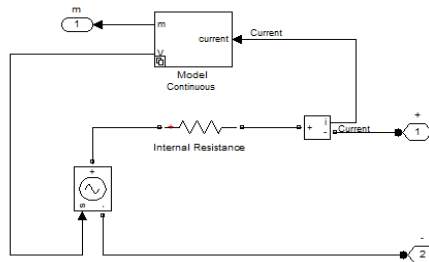 m
1
m
V
current
Current
Model
Continuous
Internal Resistance
+
i
-
Current
+
1
+
s
-
-
2